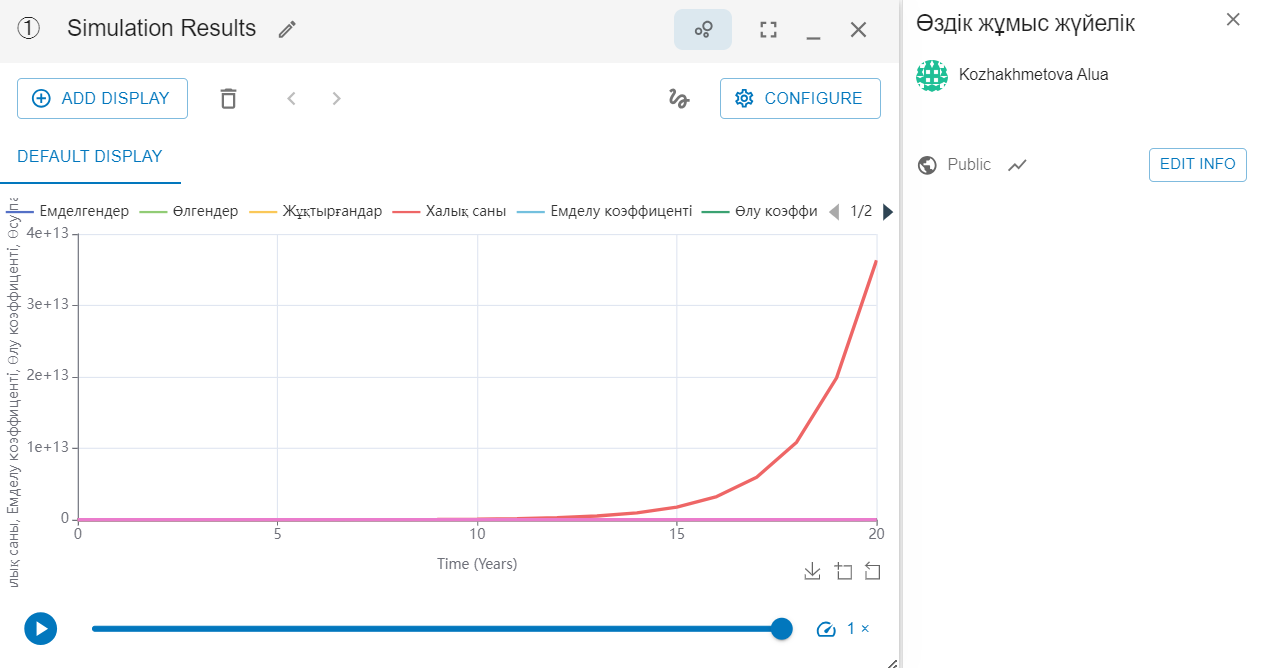 ① Simulation Results
Өздік жұмыс жүйелік
Kozhakhmetova Alua
Public
EDIT INFO
ADD DISPLAY
CONFIGURE
DEFAULT DISPLAY
Емделгендер Өлгендер Жұқтырғандар Халық саны Емделу коэффиценті Өлу коэффи 1/2
саны, Емделу коэффиценті, Өлу коэффиценті,
4e+13
3e+13
2e+13
1e+13
0
0 5 10 15 20
Time (Years)
1 ×